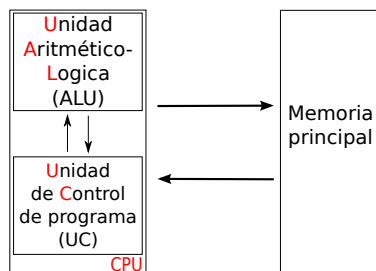 Unidad
Aritmético-
Logica
(ALU)
Unidad
de Control
de programa
(UC)
CPU
Memoria
principal